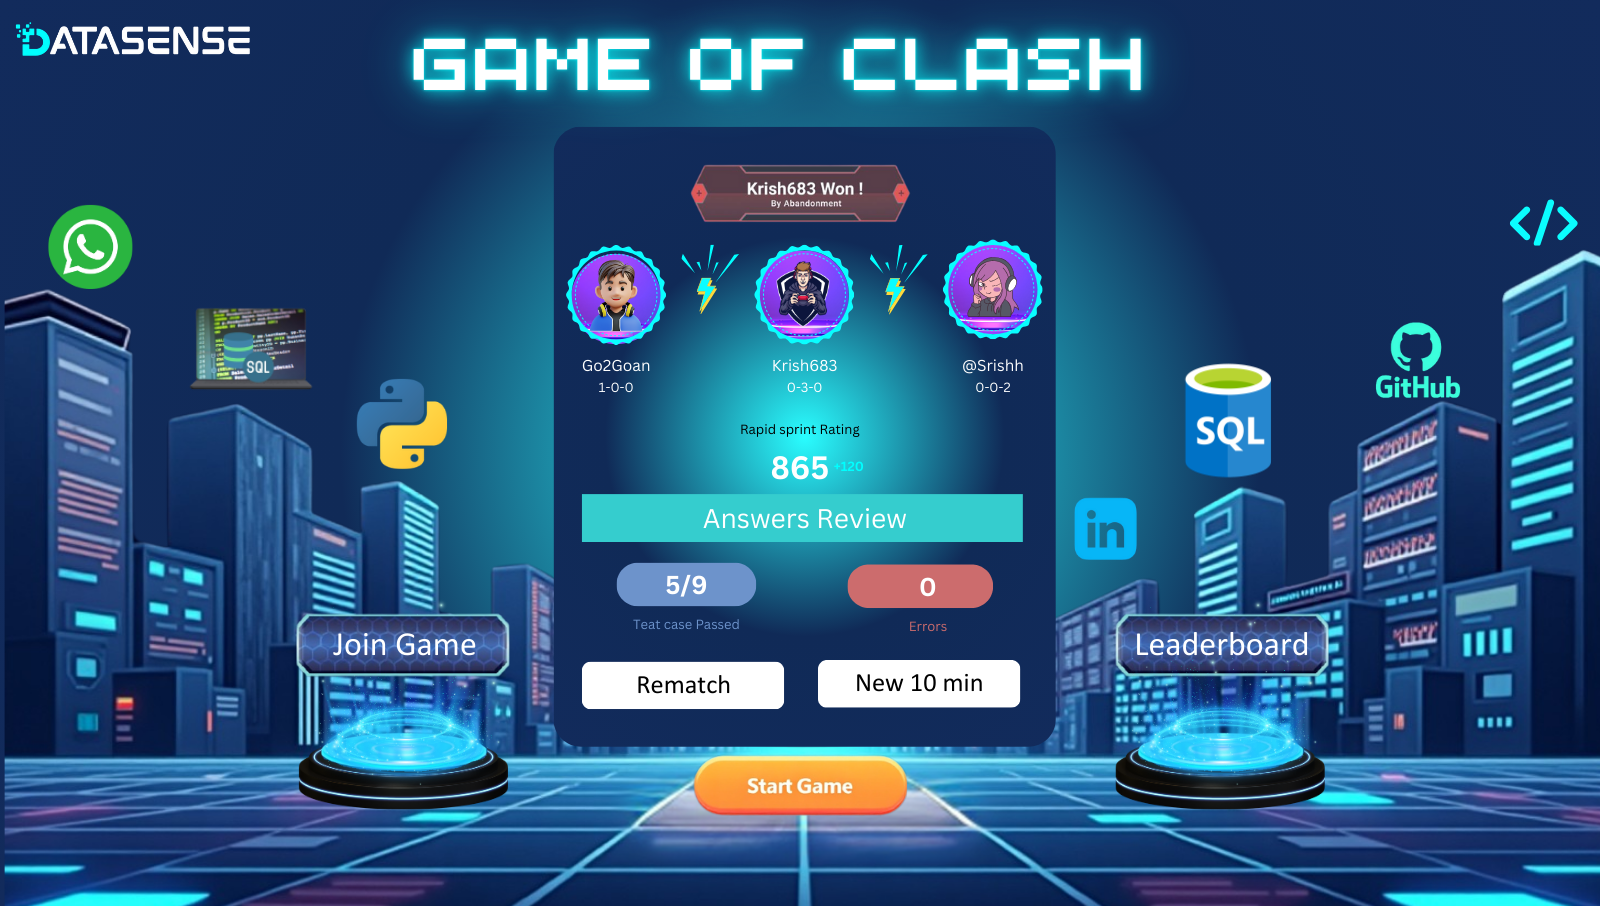 DATASENSE
GAME OF CLASH
Krish683 Won !
By Abandonment
Go2Goan
1-0-0
Krish683
0-3-0
@Srishh
0-0-2
Rapid sprint Rating
865 +120
Answers Review
5/9
Teat case Passed
0
Errors
Rematch
New 10 min
Start Game
Join Game
Leaderboard
SQL
SQL
GitHub
in